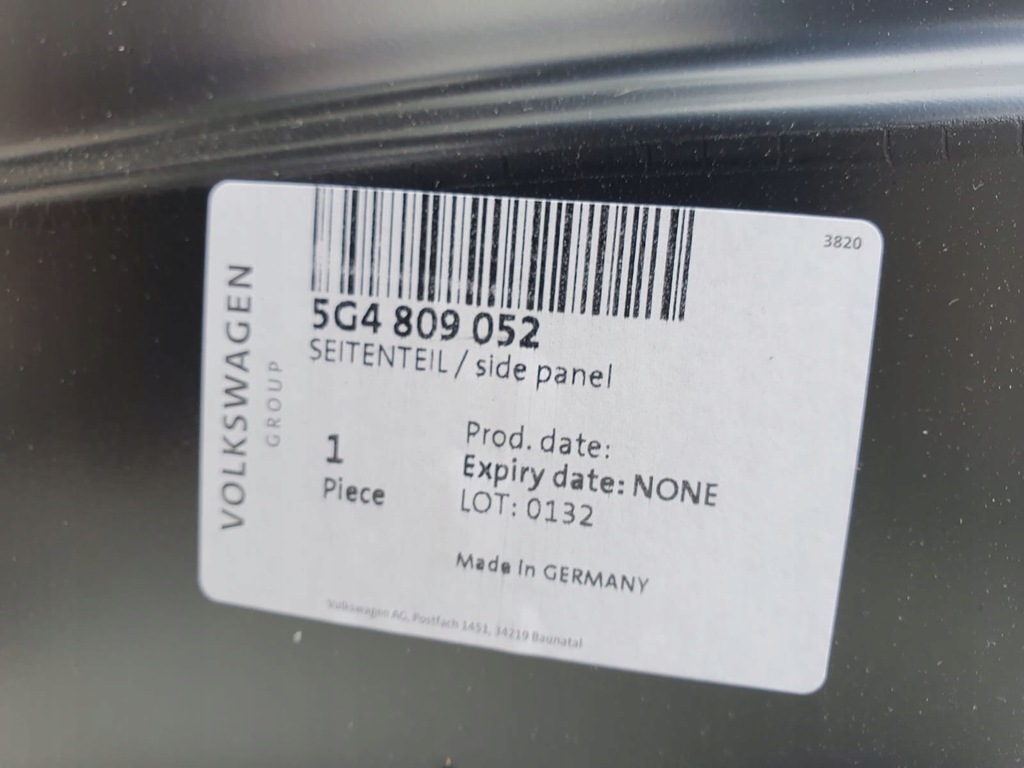 3820
VOLKSWAGEN
GROUP
5G4 809 052
SEITENTEIL / side panel
1
Piece
Prod. date:
Expiry date: NONE
LOT: 0132
Made In GERMANY
Volkswagen AG, Postfach 1451, 34219 Baunatal